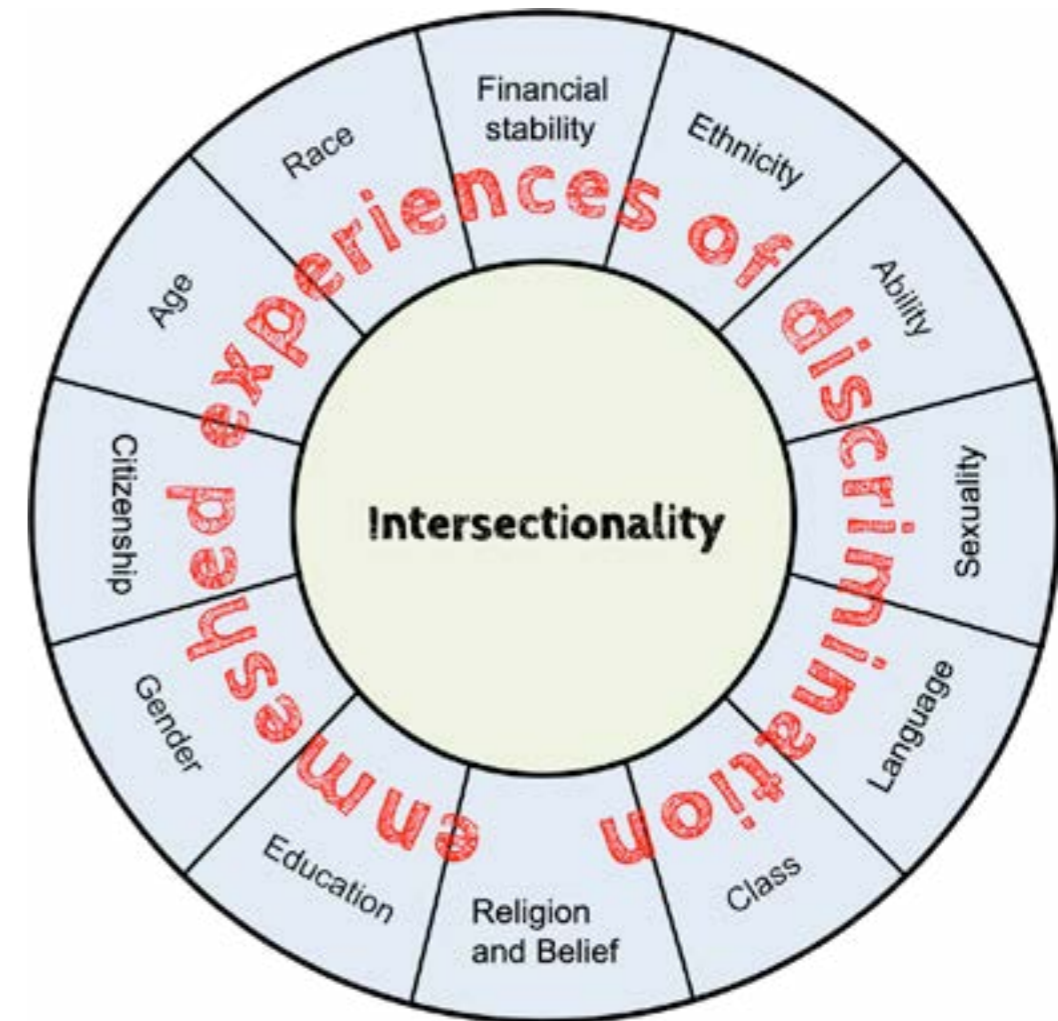 Financial
stability
Ethnicity
Ability
Sexuality
Language
Class
Religion
and Belief
Education
Gender
Citizenship
Age
Race
enmeshed experiences of discrimination
Intersectionality